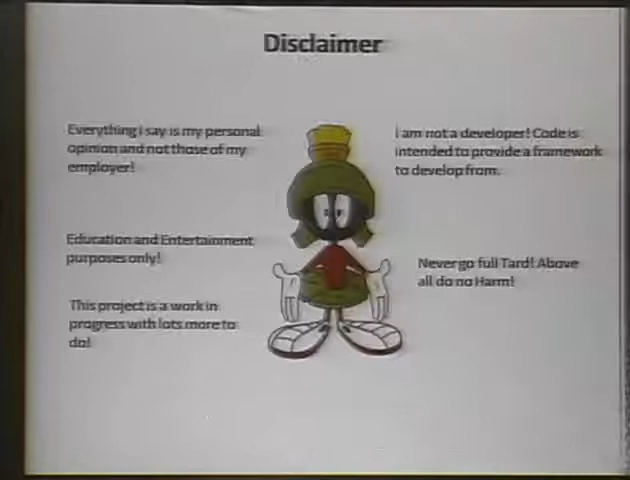 Disclaimer
Everything I say is my personal
opinion and not those of my
employer!
Education and Entertainment
purposes only!
This project is a work in
progress with lots more to
do!
I am not a developer! Code is
intended to provide a framework
to develop from.
Never go full Tard! Above
all do no Harm!